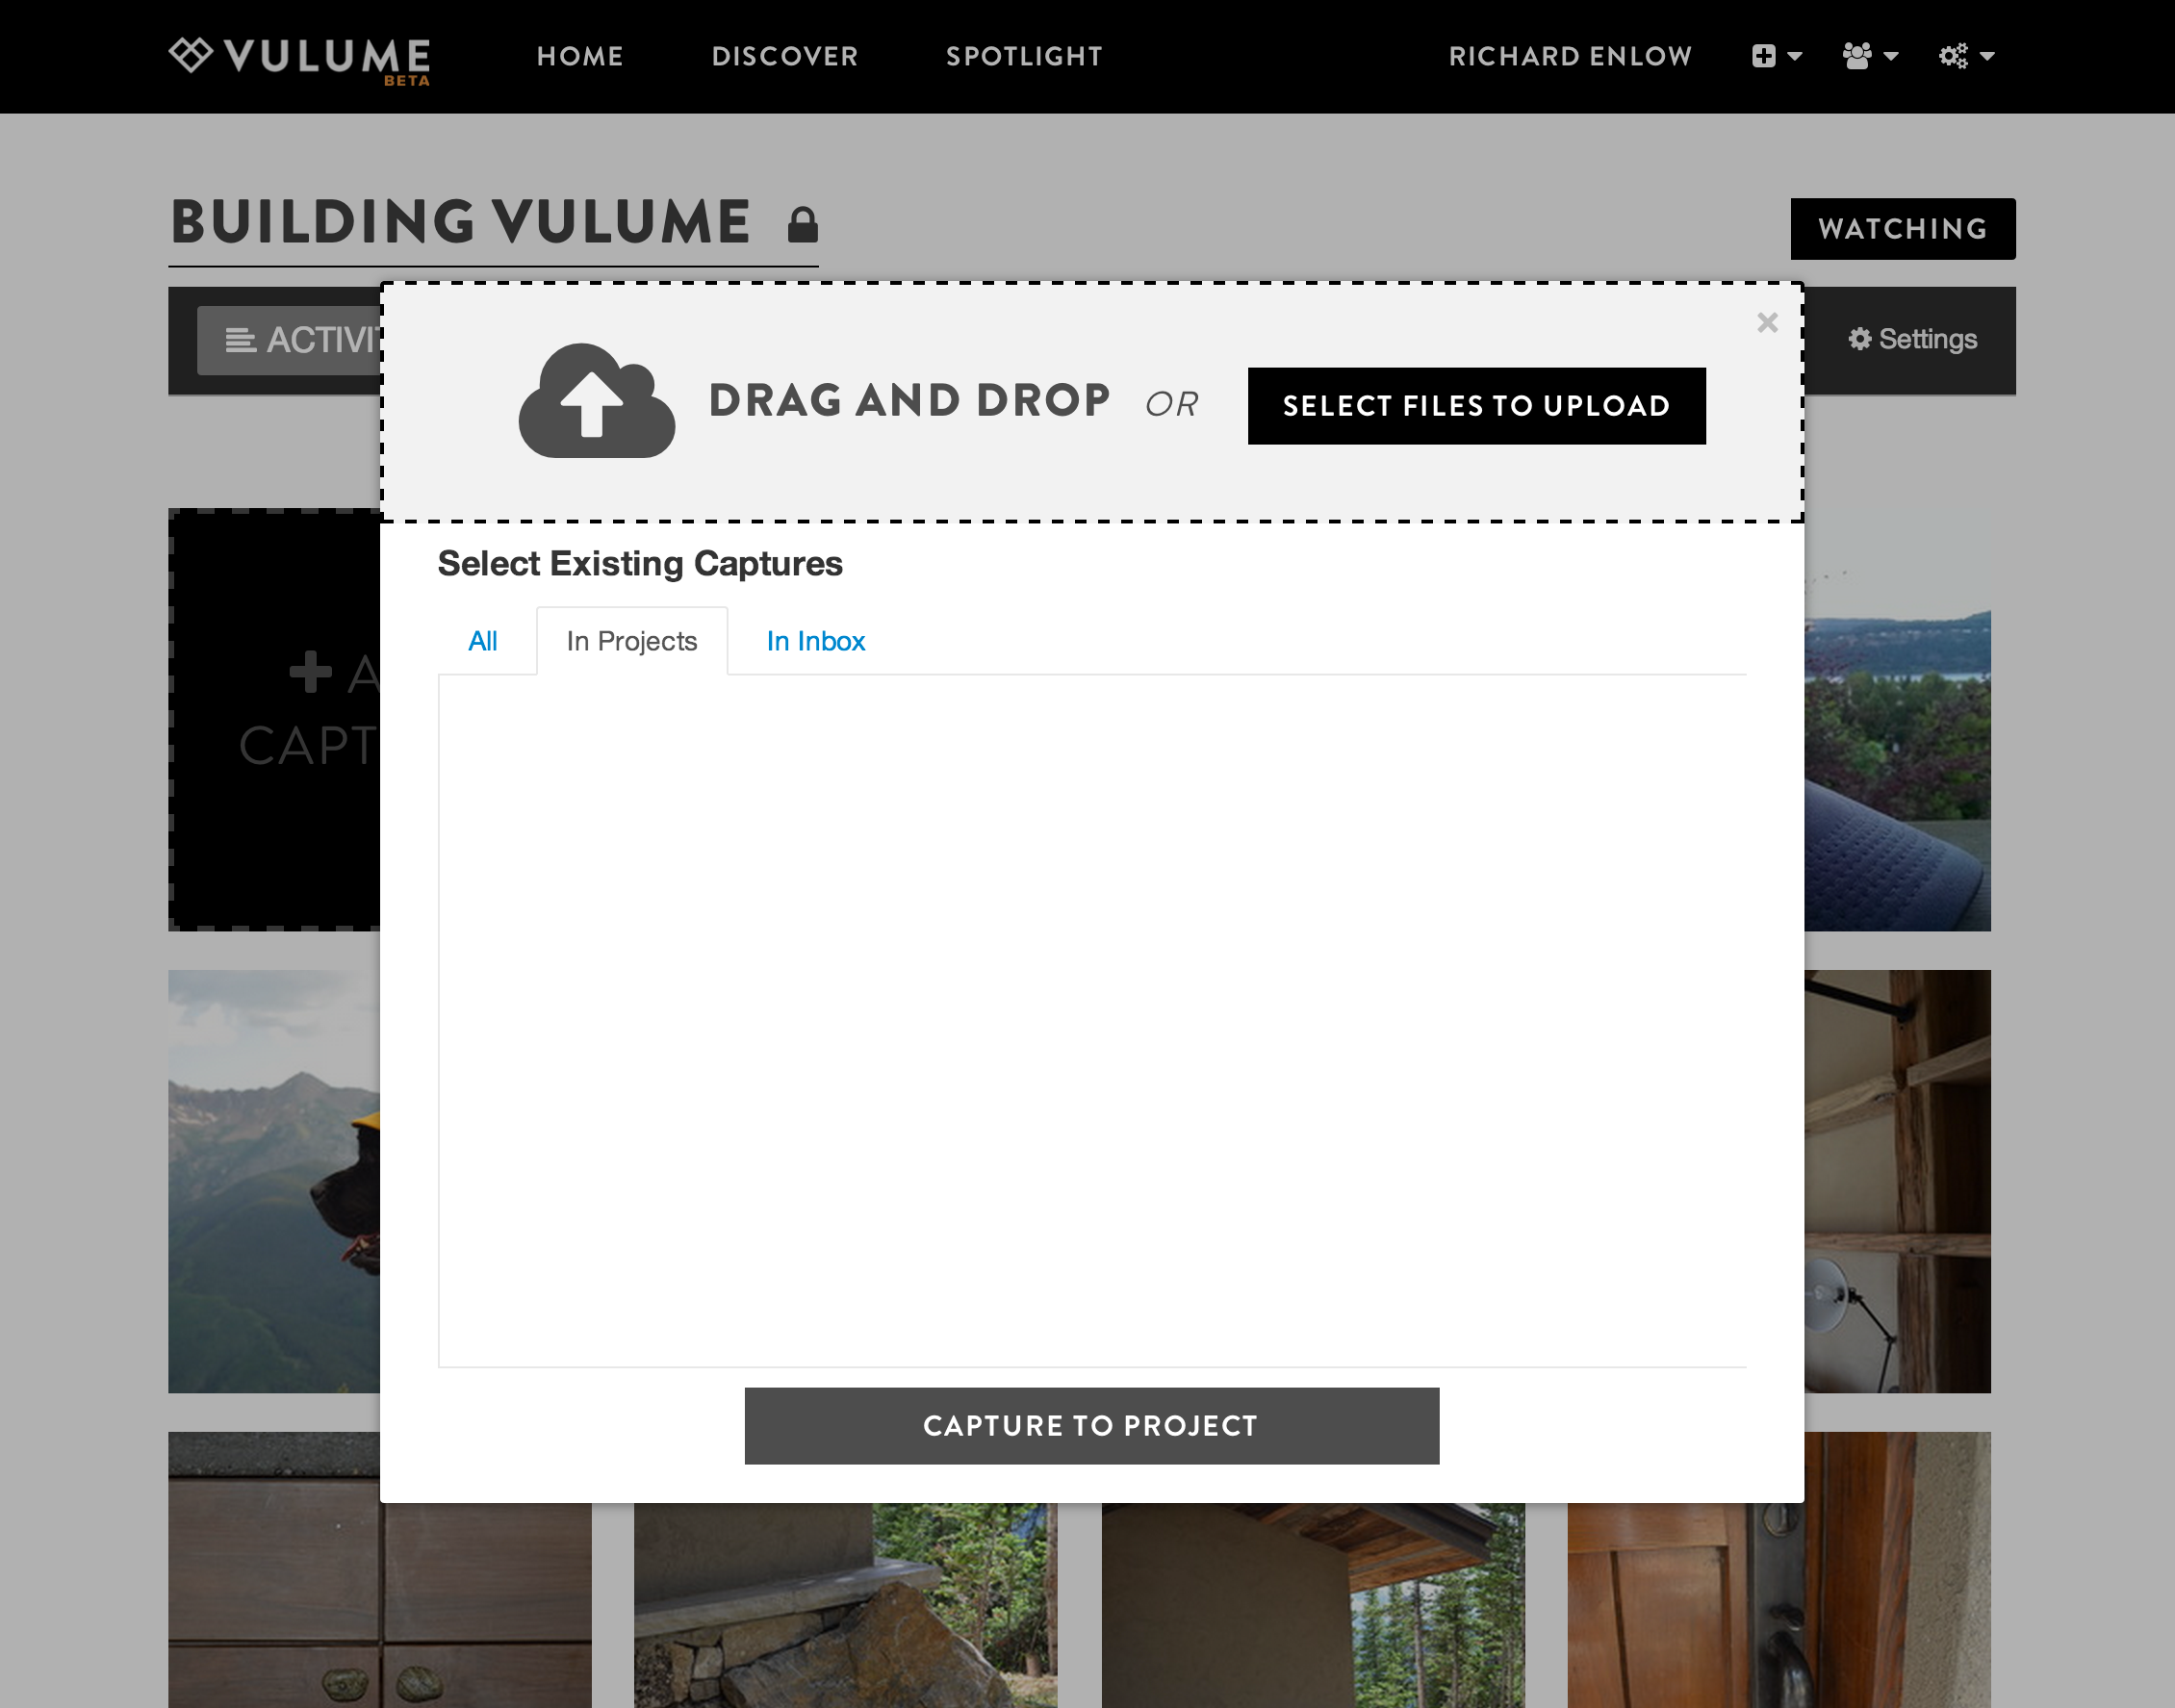 VULUME
BETA
HOME
DISCOVER
SPOTLIGHT
RICHARD ENLOW
BUILDING VULUME
WATCHING
ACTIVI
Settings
DRAG AND DROP OR
SELECT FILES TO UPLOAD
Select Existing Captures
All
In Projects
In Inbox
A
CAPT
CAPTURE TO PROJECT